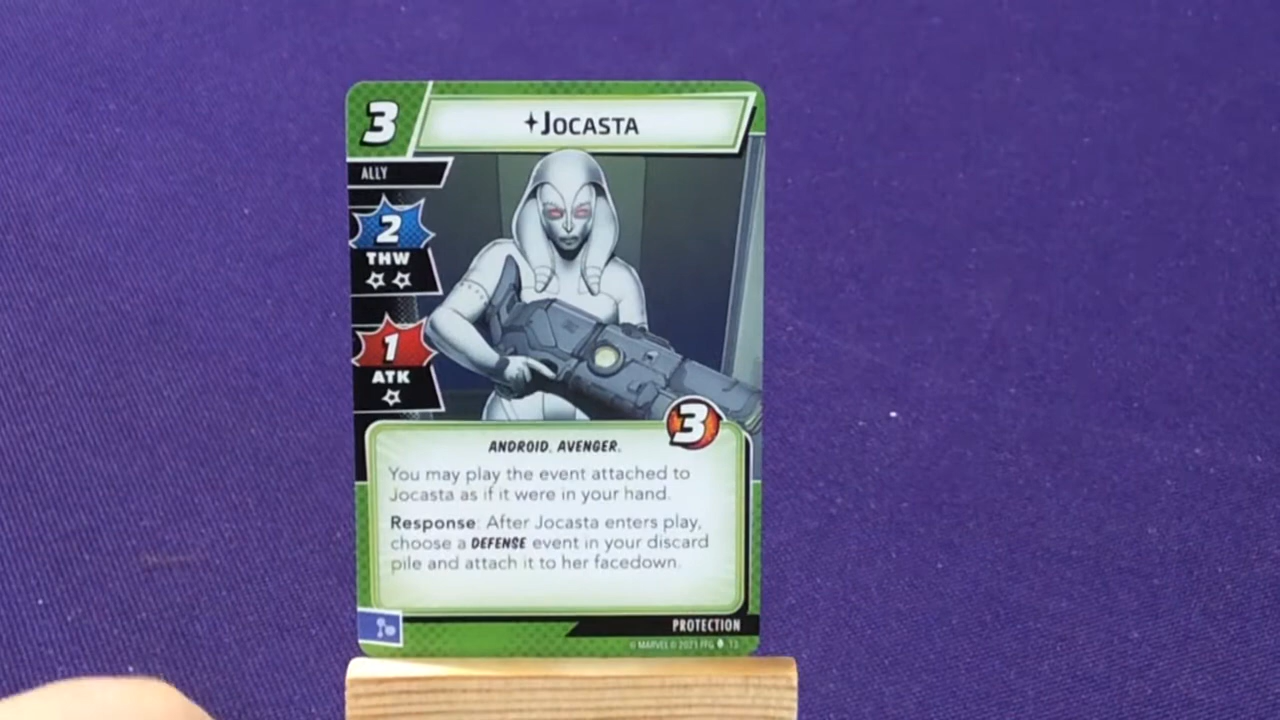 3
JOCASTA
ALLY
2
THW
1
ATK
3
ANDROID. AVENGER.
You may play the event attached to
Jocasta as if it were in your hand.
Response: After Jocasta enters play,
choose a DEFENSE event in your discard
pile and attach it to her facedown.
PROTECTION
© MARVEL © 2021 FFG 13